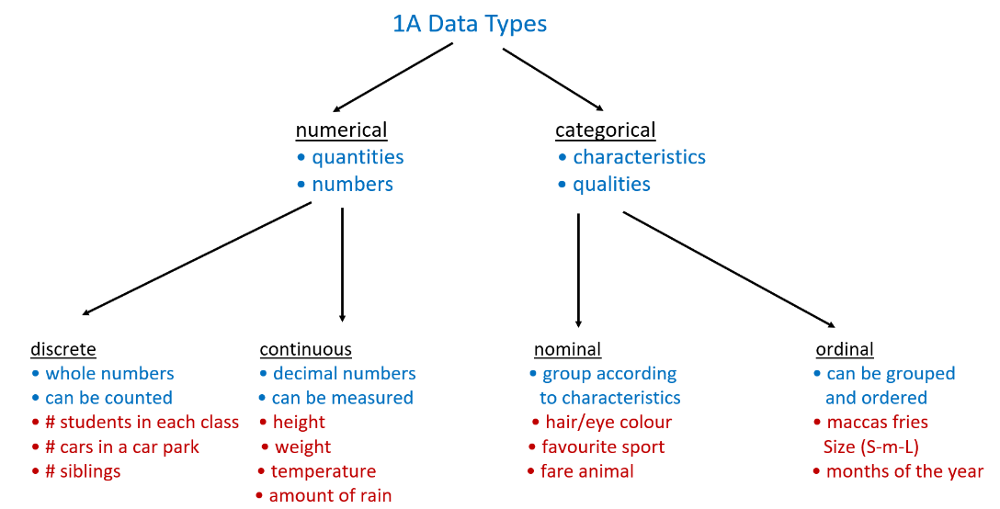 1A Data Types
numerical
• quantities
• numbers
categorical
• characteristics
• qualities
discrete
• whole numbers
• can be counted
• # students in each class
• # cars in a car park
• # siblings
continuous
• decimal numbers
• can be measured
• height
• weight
• temperature
• amount of rain
nominal
• group according
to characteristics
• hair/eye colour
• favourite sport
• fare animal
ordinal
• can be grouped
and ordered
• maccas fries
Size (S-m-L)
• months of the year